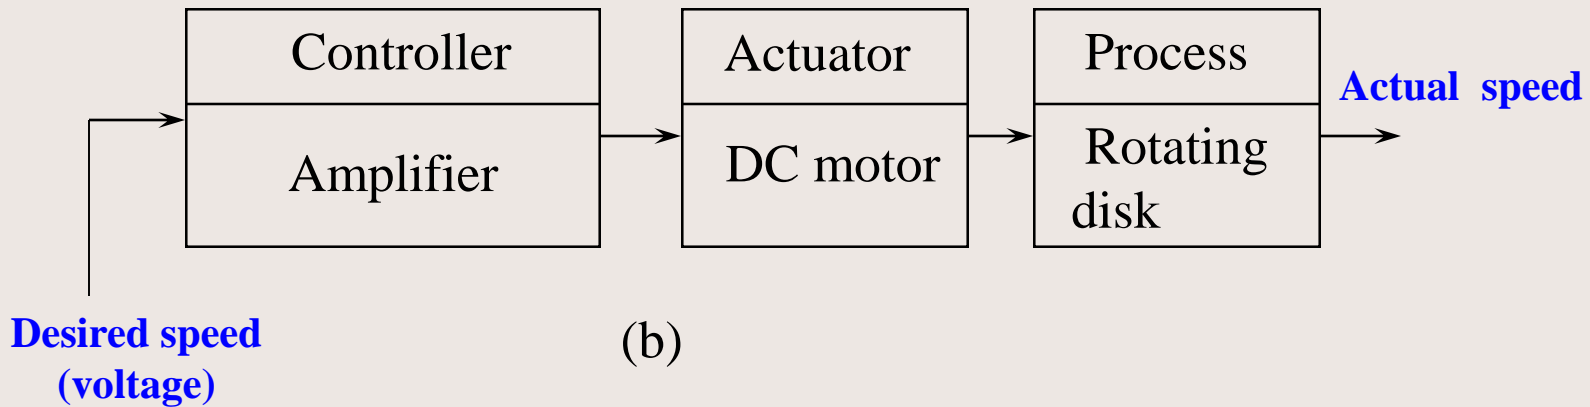 Controller
Amplifier
Actuator
DC motor
Process
Rotating
disk
Actual speed
Desired speed
(voltage)
(b)